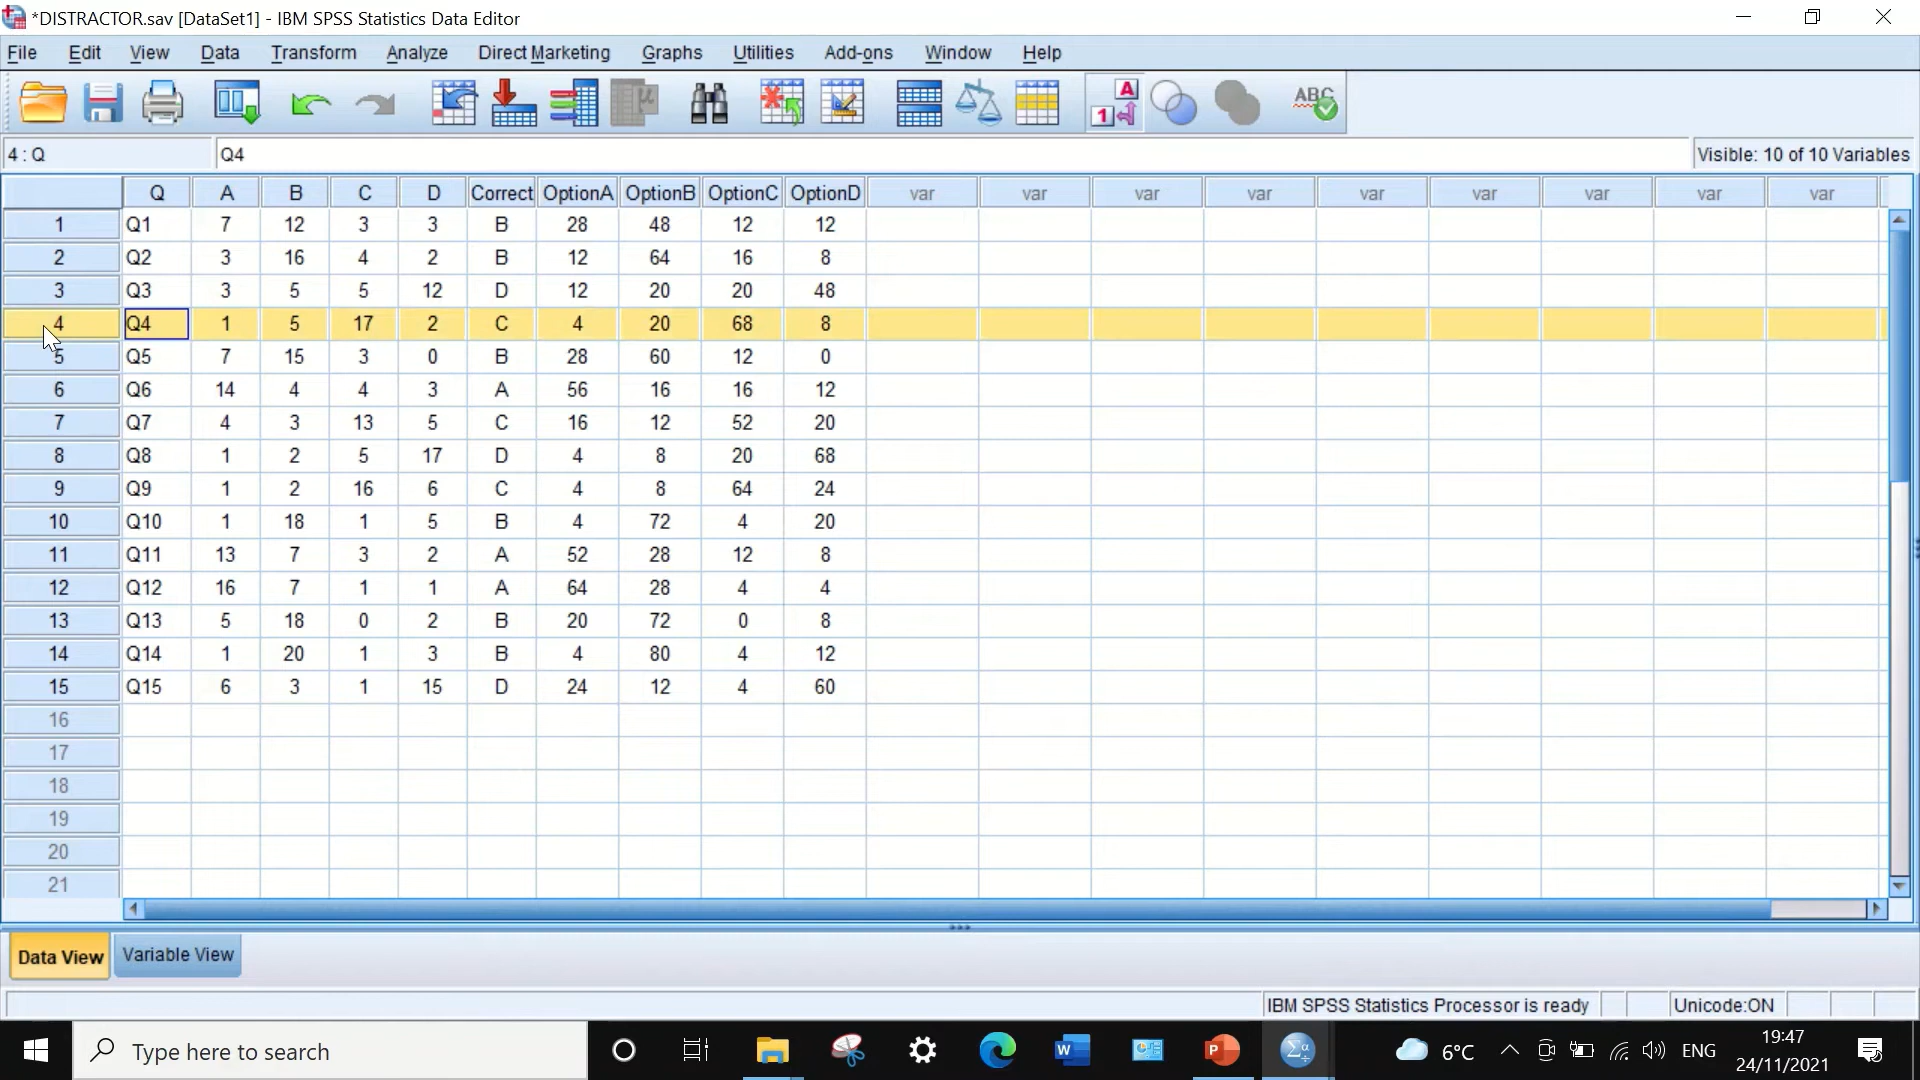 *DISTRACTOR.sav [DataSet1] - IBM SPSS Statistics Data Editor
File Edit View Data Transform Analyze Direct Marketing Graphs Utilities Add-ons Window Help
1 A μ ABC
4 : Q Q4 Visible: 10 of 10 Variables
Q A B C D Correct OptionA OptionB OptionC OptionD var var var var var var var var var
1 Q1 7 12 3 3 B 28 48 12 12
2 Q2 3 16 4 2 B 12 64 16 8
3 Q3 3 5 5 12 D 12 20 20 48
4 Q4 1 5 17 2 C 4 20 68 8
5 Q5 7 15 3 0 B 28 60 12 0
6 Q6 14 4 4 3 A 56 16 16 12
7 Q7 4 3 13 5 C 16 12 52 20
8 Q8 1 2 5 17 D 4 8 20 68
9 Q9 1 2 16 6 C 4 8 64 24
10 Q10 1 18 1 5 B 4 72 4 20
11 Q11 13 7 3 2 A 52 28 12 8
12 Q12 16 7 1 1 A 64 28 4 4
13 Q13 5 18 0 2 B 20 72 0 8
14 Q14 1 20 1 3 B 4 80 4 12
15 Q15 6 3 1 15 D 24 12 4 60
16
17
18
19
20
21
Data View Variable View
IBM SPSS Statistics Processor is ready Unicode:ON
Type here to search W P Σα 6°C ENG 19:47
24/11/2021